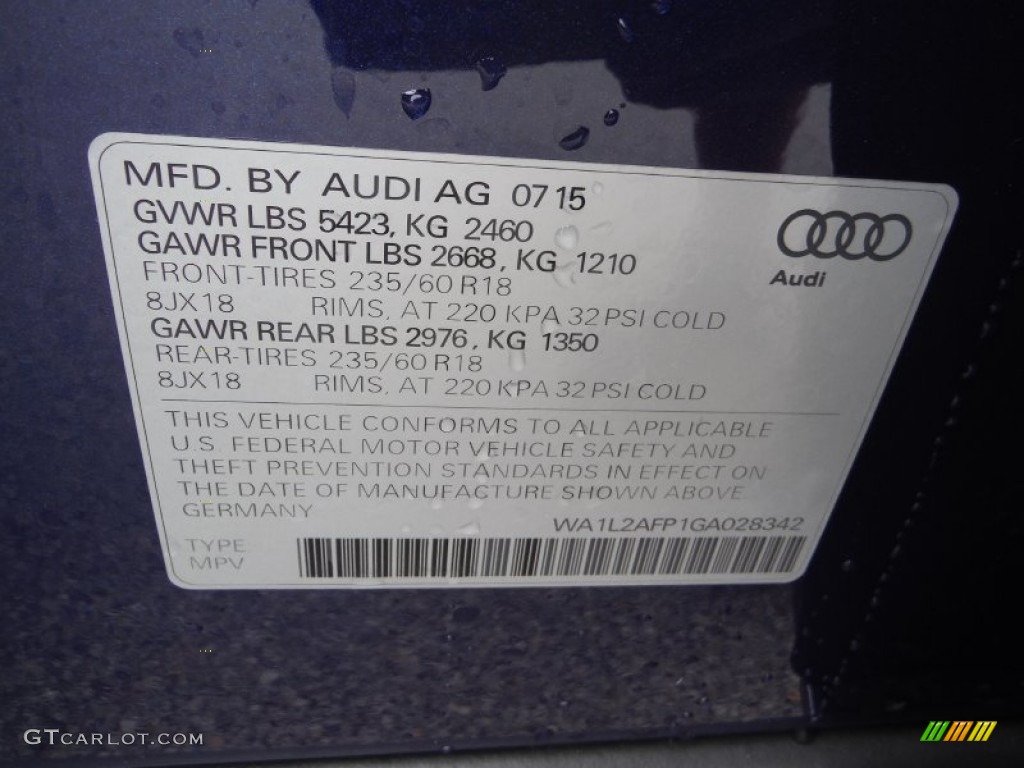 MFD. BY AUDI AG 07 15
GVWR LBS 5423, KG 2460
GAWR FRONT LBS 2668, KG 1210
FRONT-TIRES 235/60 R18
8JX18 RIMS, AT 220 KPA 32 PSI COLD
GAWR REAR LBS 2976, KG 1350
REAR-TIRES 235/60 R18
8JX18 RIMS, AT 220 KPA 32 PSI COLD
Audi
THIS VEHICLE CONFORMS TO ALL APPLICABLE
U.S. FEDERAL MOTOR VEHICLE SAFETY AND
THEFT PREVENTION STANDARDS IN EFFECT ON
THE DATE OF MANUFACTURE SHOWN ABOVE
GERMANY
WA1L2AFP1GA028342
TYPE
MPV
GTCARLOT.COM